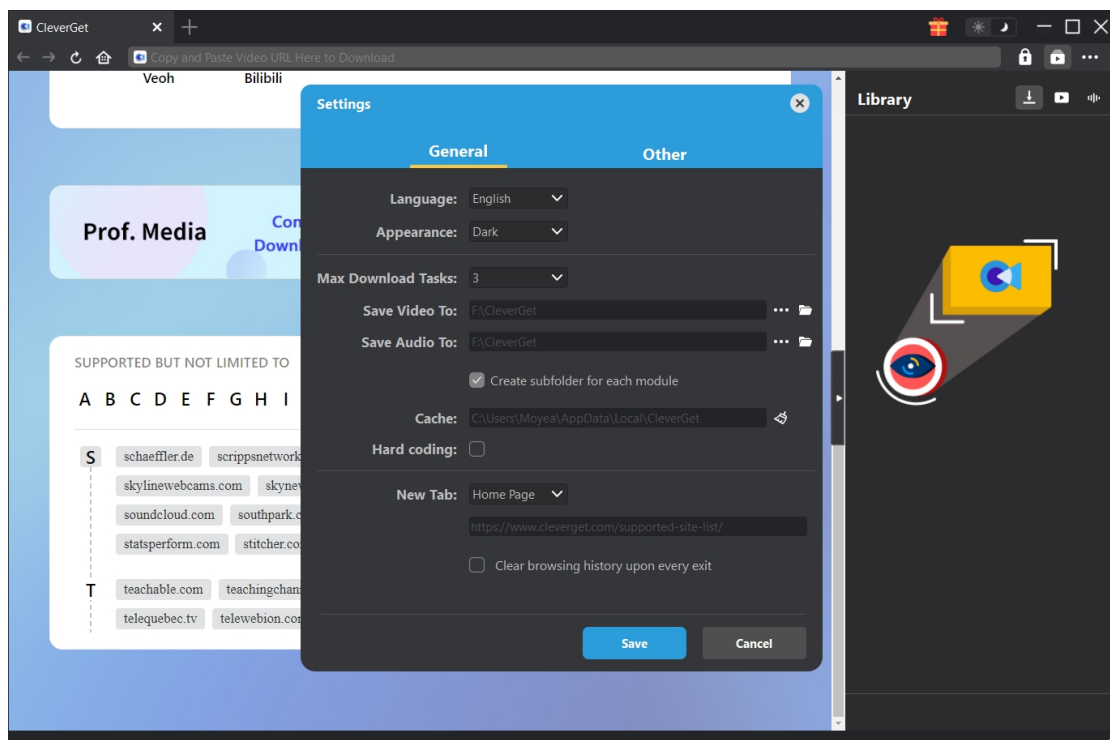 CleverGet
Copy and Paste Video URL Here to Download
Veoh Bilibili
Prof. Media
SUPPORTED BUT NOT LIMITED TO
A B C D E F G H I
S schaeffler.de
skylinewebcams.com
soundcloud.com
statsperform.com
T teachable.com
telequebec.tv
Settings
General Other
Language: English
Appearance: Dark
Max Download Tasks: 3
Save Video To: F:\CleverGet
Save Audio To: F:\CleverGet
Create subfolder for each module
Cache: C:\Users\Moyea\AppData\Local\CleverGet
Hard coding:
New Tab: Home Page
https://www.cleverget.com/supported-site-list/
Clear browsing history upon every exit
Save Cancel
Library